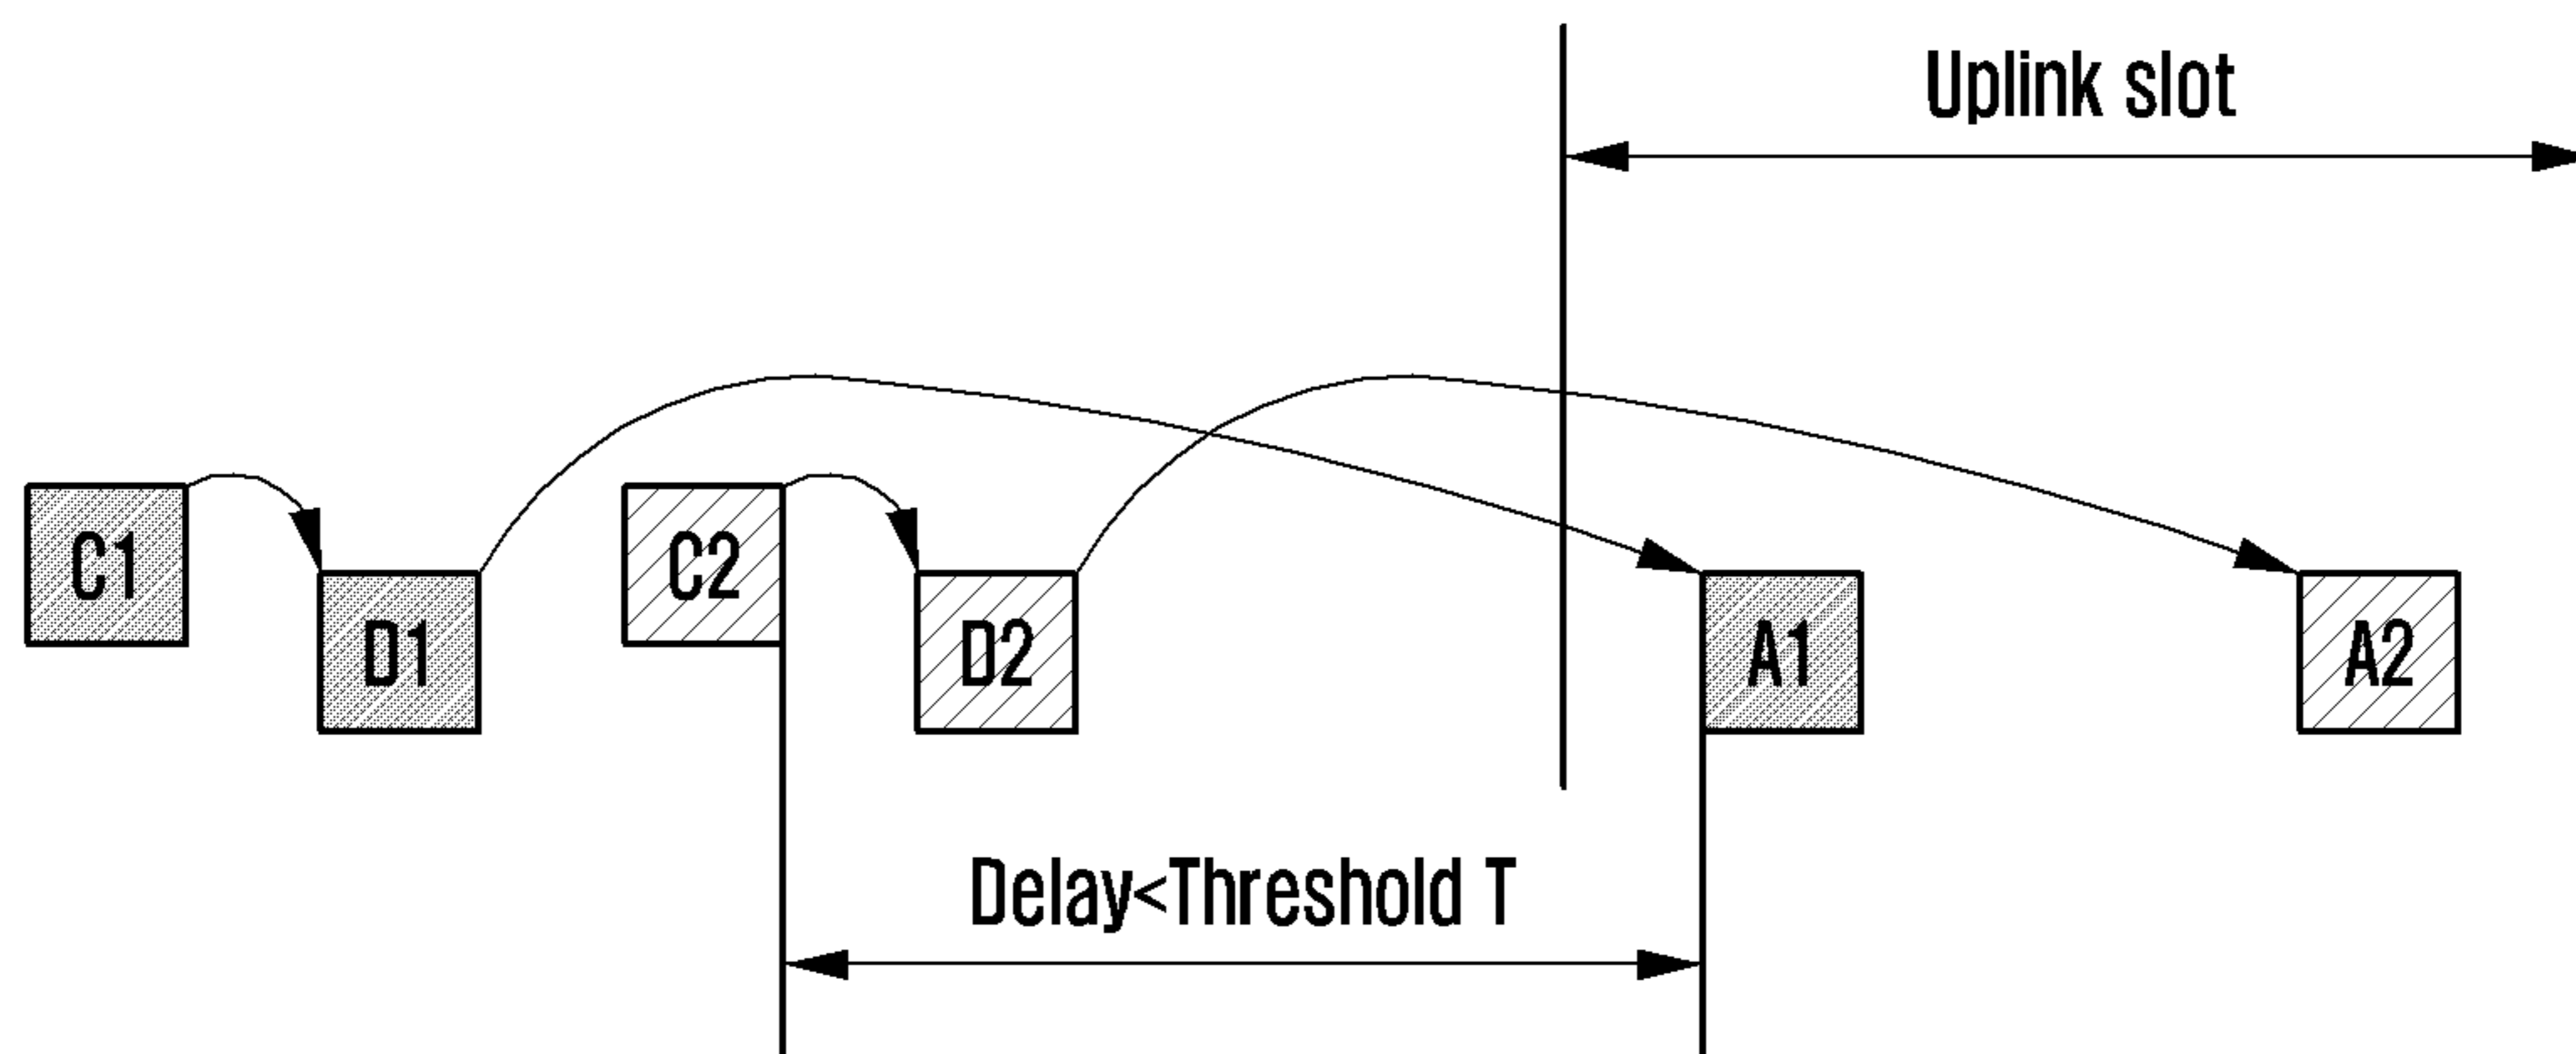 Uplink slot
C1
C2
D1
D2
A1
A2
Delay<Threshold T